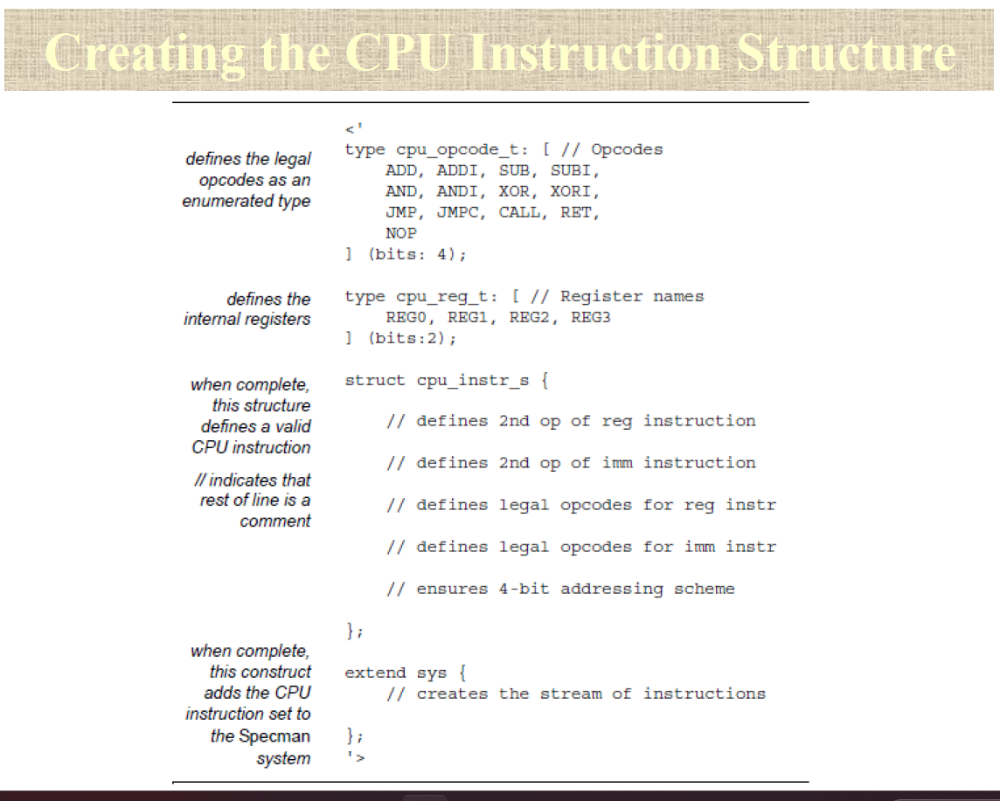 Creating the CPU Instruction Structure
<'
defines the legal
opcodes as an
enumerated type
type cpu_opcode_t: [ // Opcodes
ADD, ADDI, SUB, SUBI,
AND, ANDI, XOR, XORI,
JMP, JMPC, CALL, RET,
NOP
] (bits: 4);
defines the
internal registers
type cpu_reg_t: [ // Register names
REG0, REG1, REG2, REG3
] (bits:2);
when complete,
this structure
defines a valid
CPU instruction
// indicates that
rest of line is a
comment
struct cpu_instr_s {
// defines 2nd op of reg instruction
// defines 2nd op of imm instruction
// defines legal opcodes for reg instr
// defines legal opcodes for imm instr
// ensures 4-bit addressing scheme
};
when complete,
this construct
adds the CPU
instruction set to
the Specman
system
extend sys {
// creates the stream of instructions
};
'>